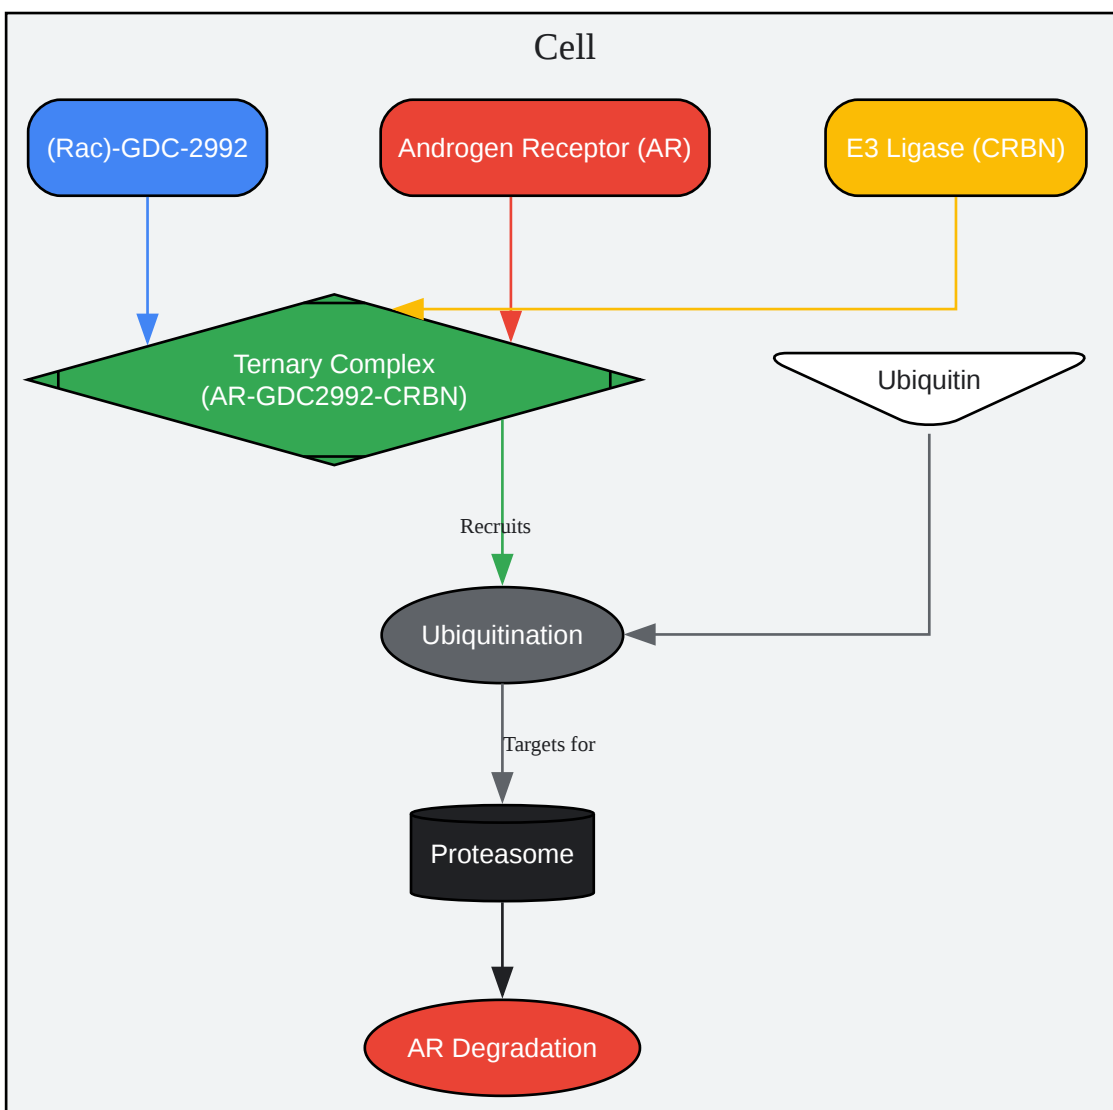 Cell
(Rac)-GDC-2992
Androgen Receptor (AR)
E3 Ligase (CRBN)
Ternary Complex
(AR-GDC2992-CRBN)
Ubiquitin
Recruits
Ubiquitination
Targets for
Proteasome
AR Degradation